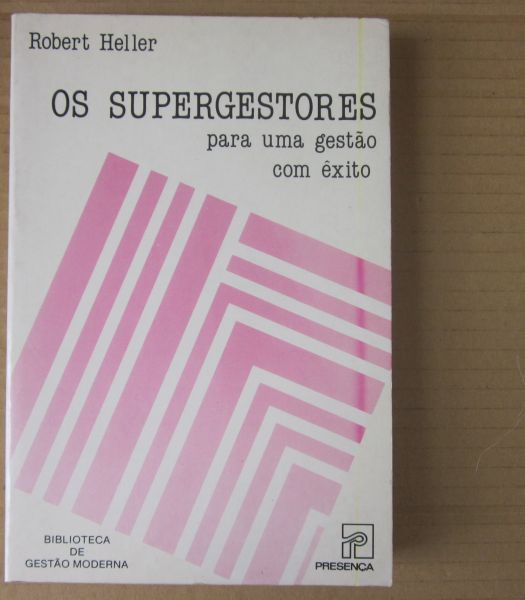 Robert Heller
OS SUPERGESTORES
para uma gestão
com êxito
BIBLIOTECA
DE
GESTÃO MODERNA
PRESENÇA